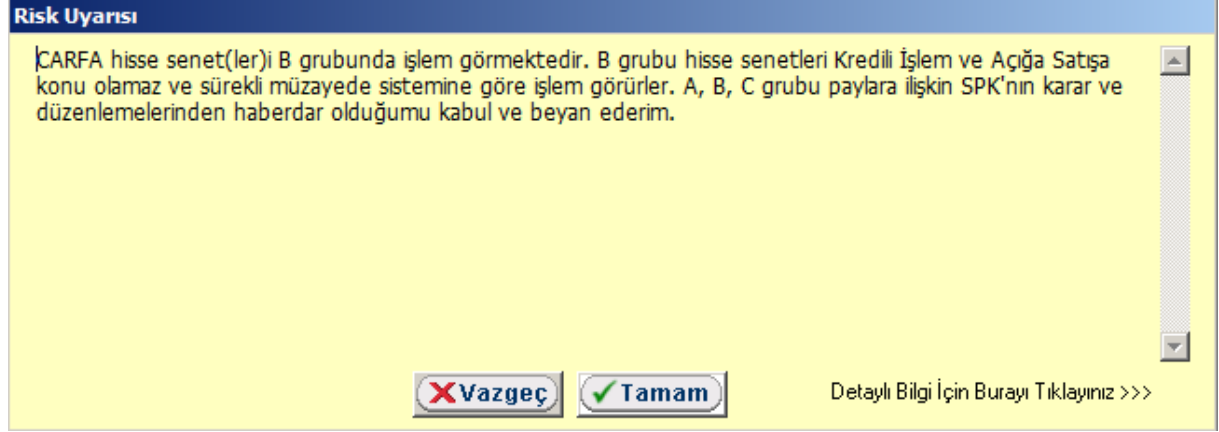 Risk Uyarısı
CARFA hisse senet(ler)i B grubunda işlem görmektedir. B grubu hisse senetleri Kredili İşlem ve Açığa Satışa
konu olamaz ve sürekli müzayede sistemine göre işlem görürler. A, B, C grubu paylara ilişkin SPK'nın karar ve
düzenlemelerinden haberdar olduğumu kabul ve beyan ederim.
Vazgeç Tamam Detaylı Bilgi İçin Burayı Tıklayınız >>>